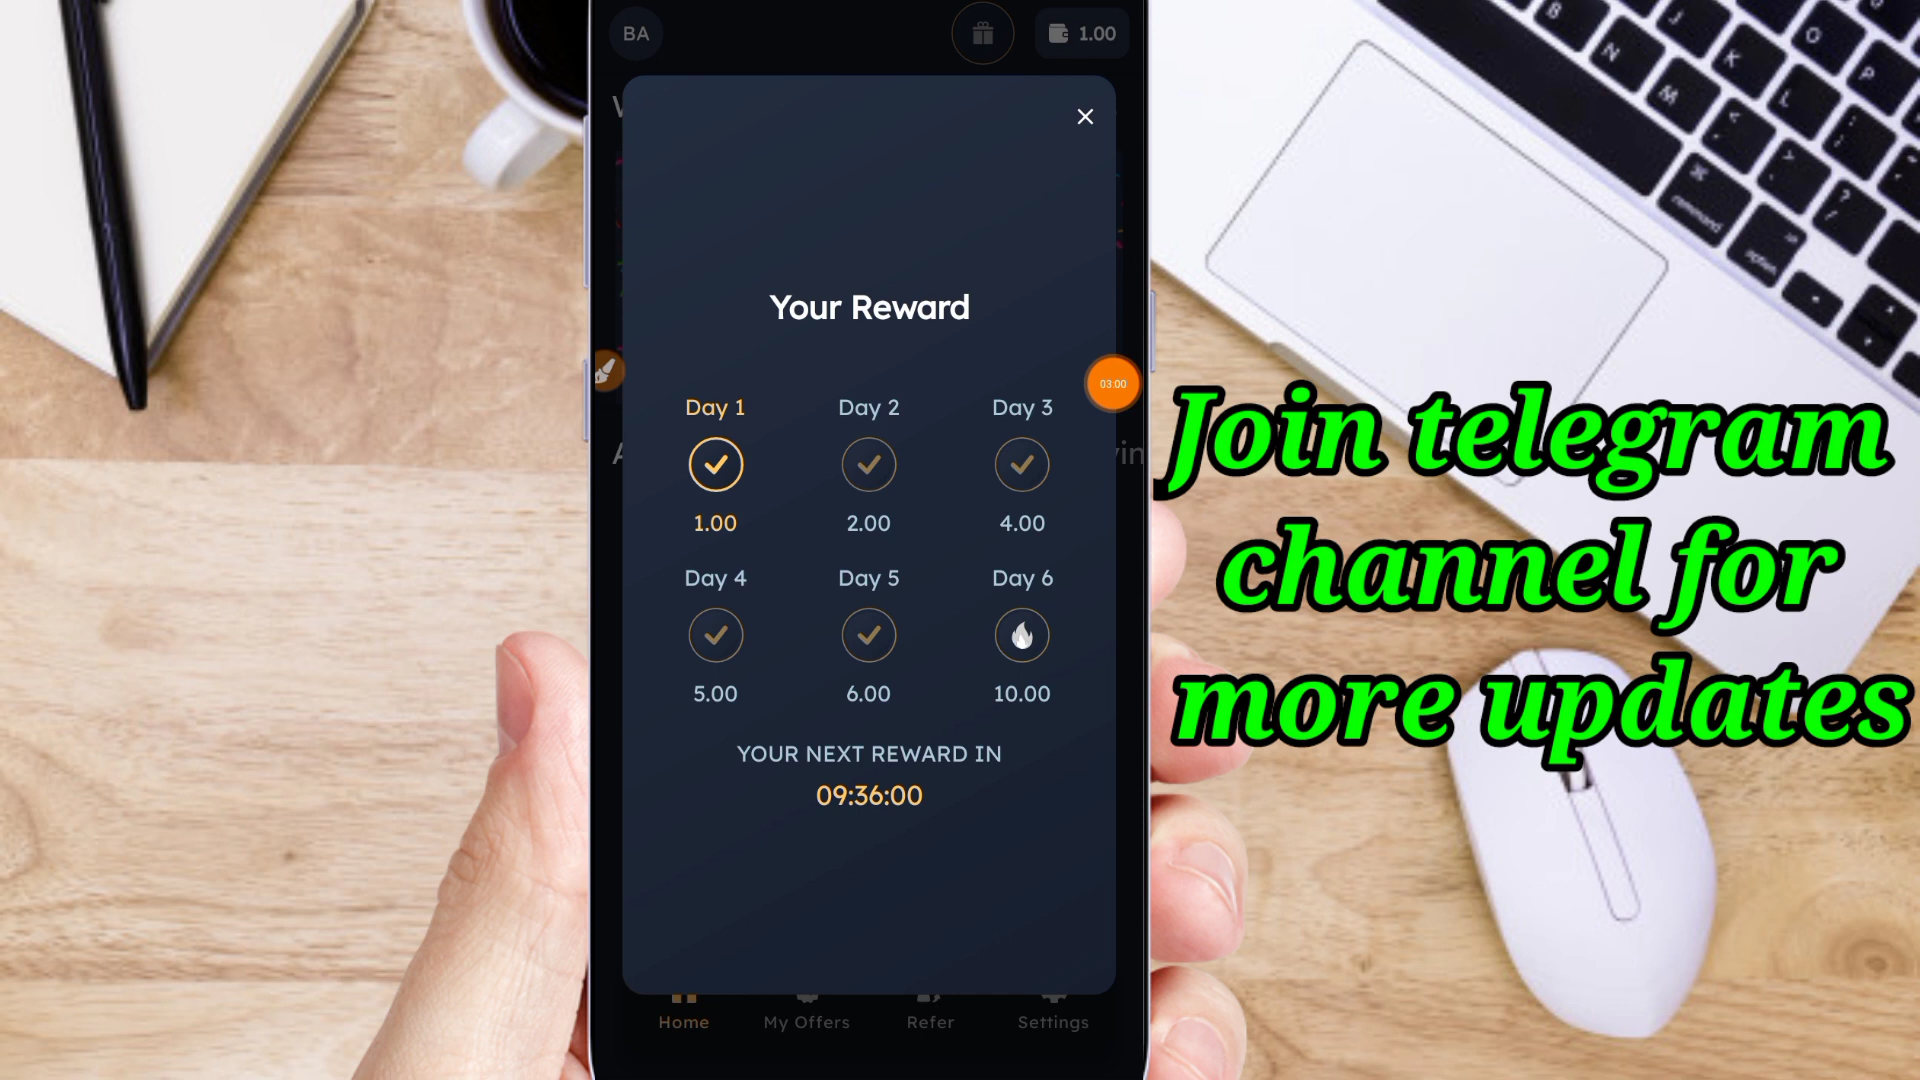 BA
1.00
Your Reward
03:00
Day 1 Day 2 Day 3
1.00 2.00 4.00
Day 4 Day 5 Day 6
5.00 6.00 10.00
YOUR NEXT REWARD IN
09:36:00
Home My Offers Refer Settings
Join telegram
channel for
more updates
B
J
O
N
K
P
M
L
command
option